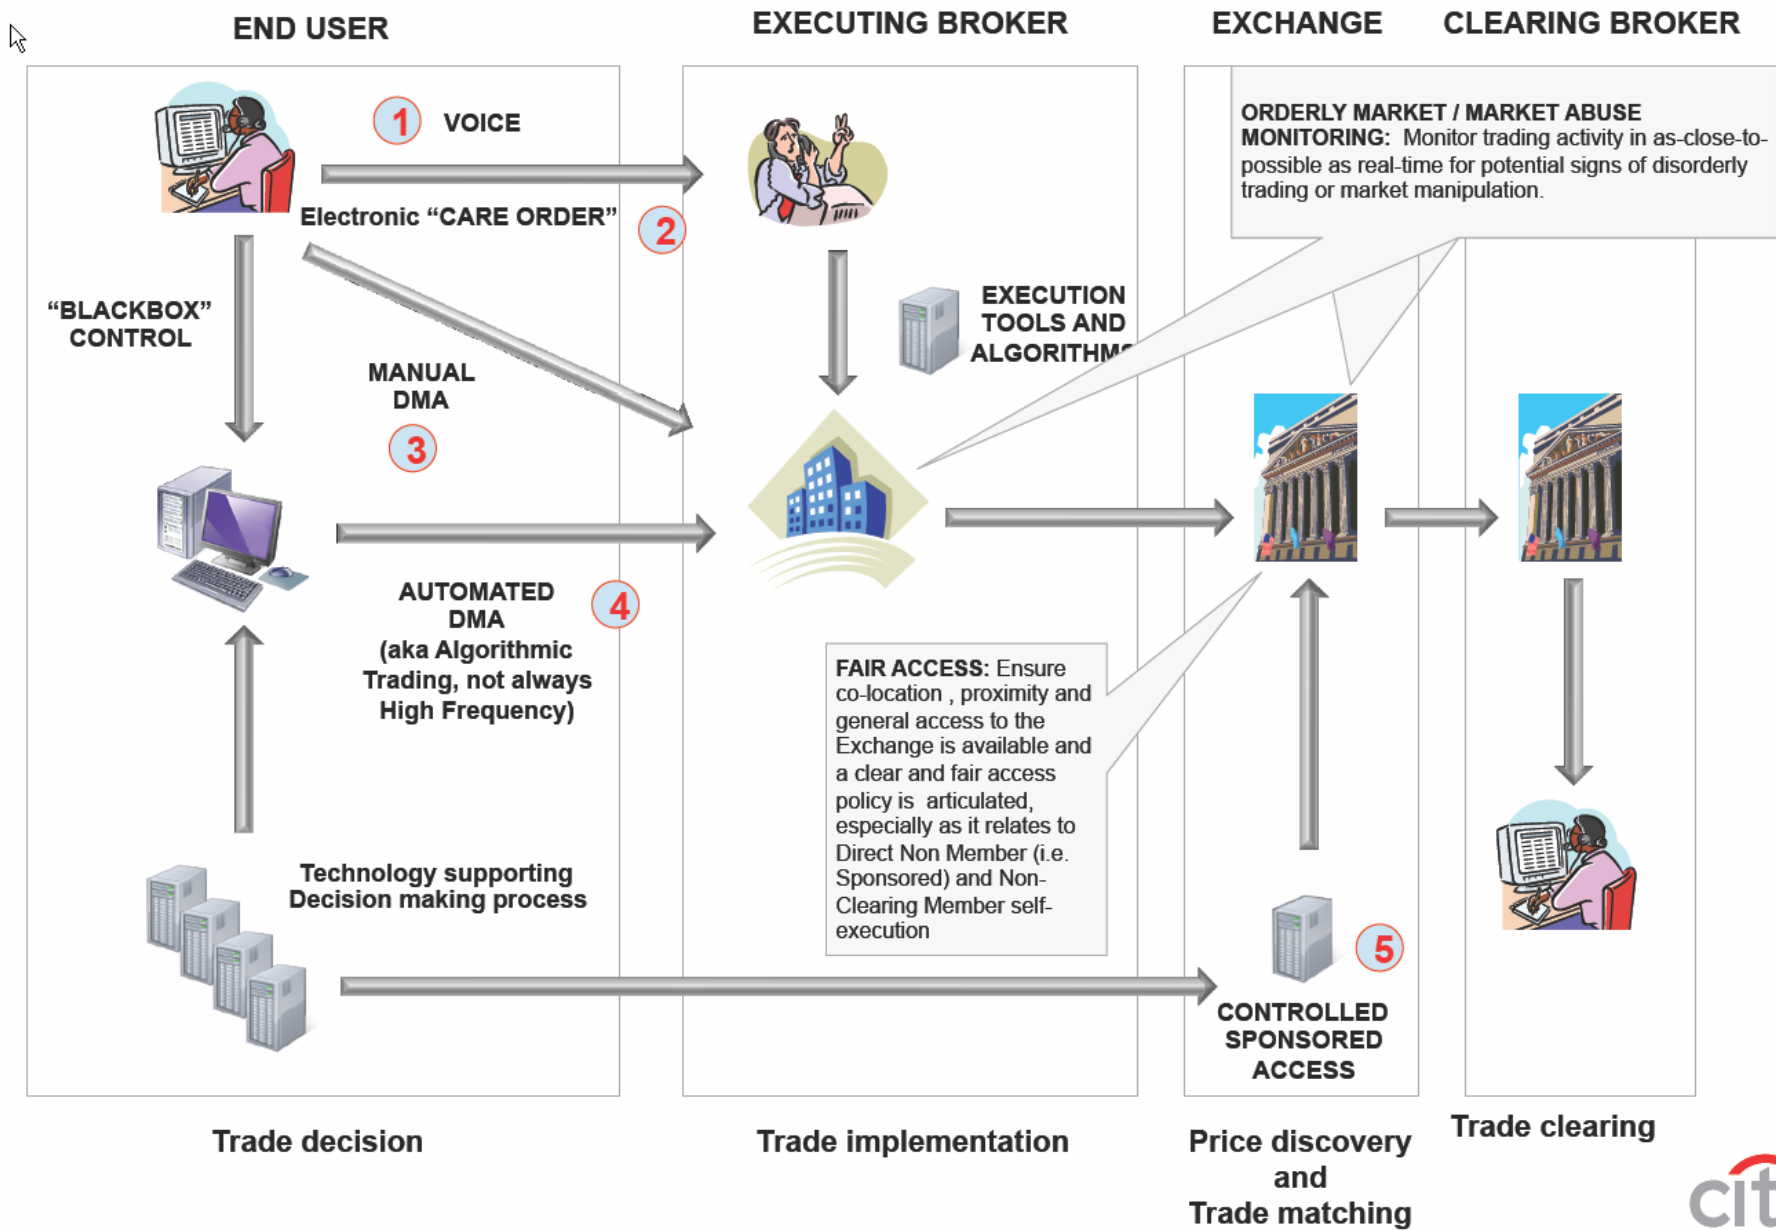 END USER
EXECUTING BROKER
EXCHANGE
CLEARING BROKER
1
VOICE
Electronic “CARE ORDER”
2
“BLACKBOX”
CONTROL
MANUAL
DMA
3
AUTOMATED
DMA
(aka Algorithmic
Trading, not always
High Frequency)
4
Technology supporting
Decision making process
EXECUTION
TOOLS AND
ALGORITHMS
ORDERLY MARKET / MARKET ABUSE
MONITORING: Monitor trading activity in as-close-to-
possible as real-time for potential signs of disorderly
trading or market manipulation.
FAIR ACCESS: Ensure
co-location , proximity and
general access to the
Exchange is available and
a clear and fair access
policy is articulated,
especially as it relates to
Direct Non Member (i.e.
Sponsored) and Non-
Clearing Member self-
execution
5
CONTROLLED
SPONSORED
ACCESS
Trade decision
Trade implementation
Price discovery
and
Trade matching
Trade clearing
cit